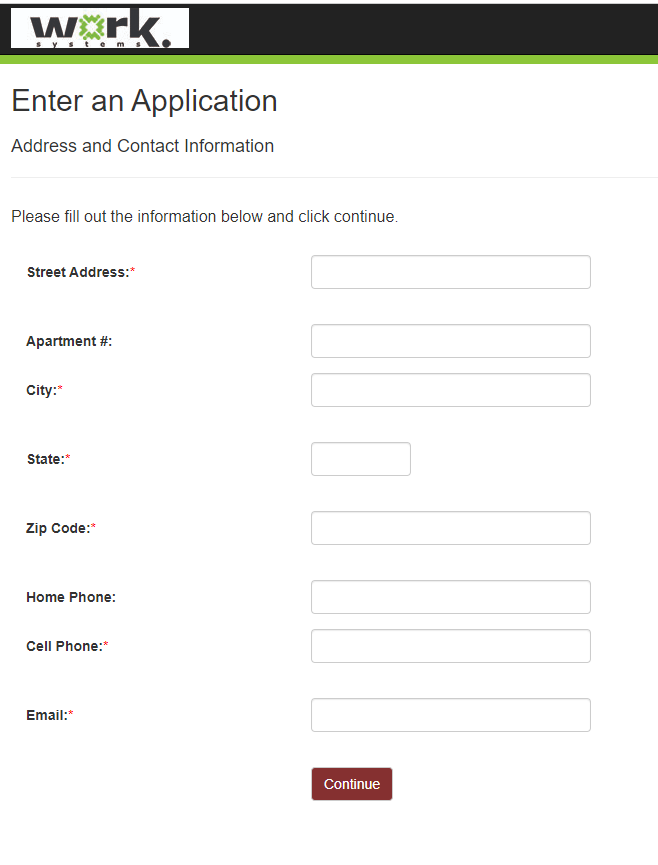 work.
systems
Enter an Application
Address and Contact Information
Please fill out the information below and click continue.
Street Address:*
Apartment #:
City:*
State:*
Zip Code:*
Home Phone:
Cell Phone:*
Email:*
Continue